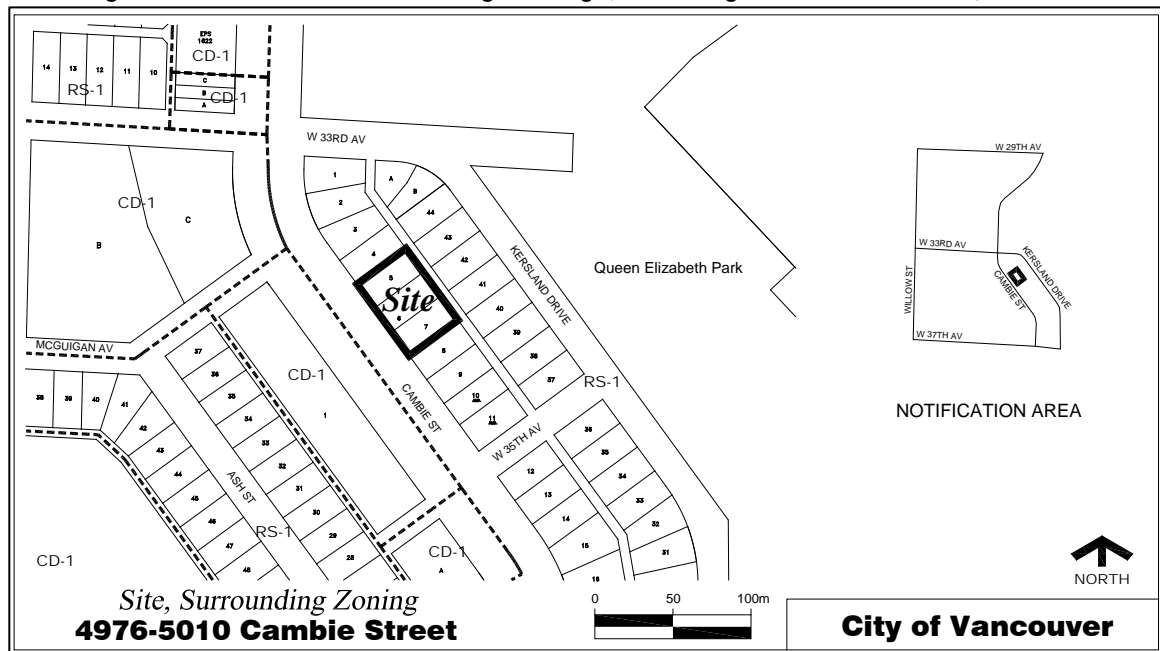 EPS
1622
CD-1
14 13 12 11 10
RS-1
C
B
A
CD-1
W 33RD AV
CD-1
C
B
1
2
3
4
5
6
7
8
9
10
11
A
B
44
43
42
41
40
39
38
37
Site
KERSLAND DRIVE
Queen Elizabeth Park
RS-1
MCGUIGAN AV
37
36
35
34
33
32
31
30
29
28
CD-1
1
CAMBIE ST
W 35TH AV
38 39 40 41
42
43
44
45
46
47
48
ASH ST
RS-1
CD-1
CD-1
A
12
13
14
15
16
36
35
34
33
32
31
W 29TH AV
W 33RD AV
WILLOW ST
CAMBIE ST
KERSLAND DRIVE
W 37TH AV
NOTIFICATION AREA
NORTH
Site, Surrounding Zoning
4976-5010 Cambie Street
0 50 100m
City of Vancouver